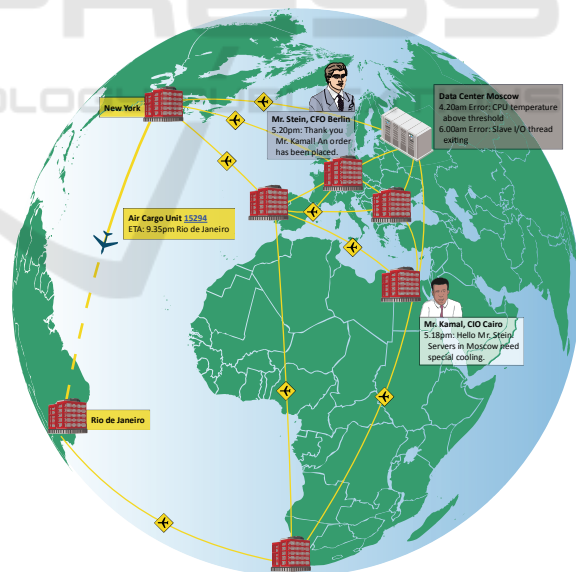 PRESS
New York
Mr. Stein, CFO Berlin
5.20pm: Thank you
Mr. Kamal! An order
has been placed.
Data Center Moscow
4.20am Error: CPU temperature
above threshold
6.00am Error: Slave I/O thread
exiting
Air Cargo Unit 15294
ETA: 9.35pm Rio de Janeiro
Mr. Kamal, CIO Cairo
5.18pm: Hello Mr. Stein!
Servers in Moscow need
special cooling.
Rio de Janeiro